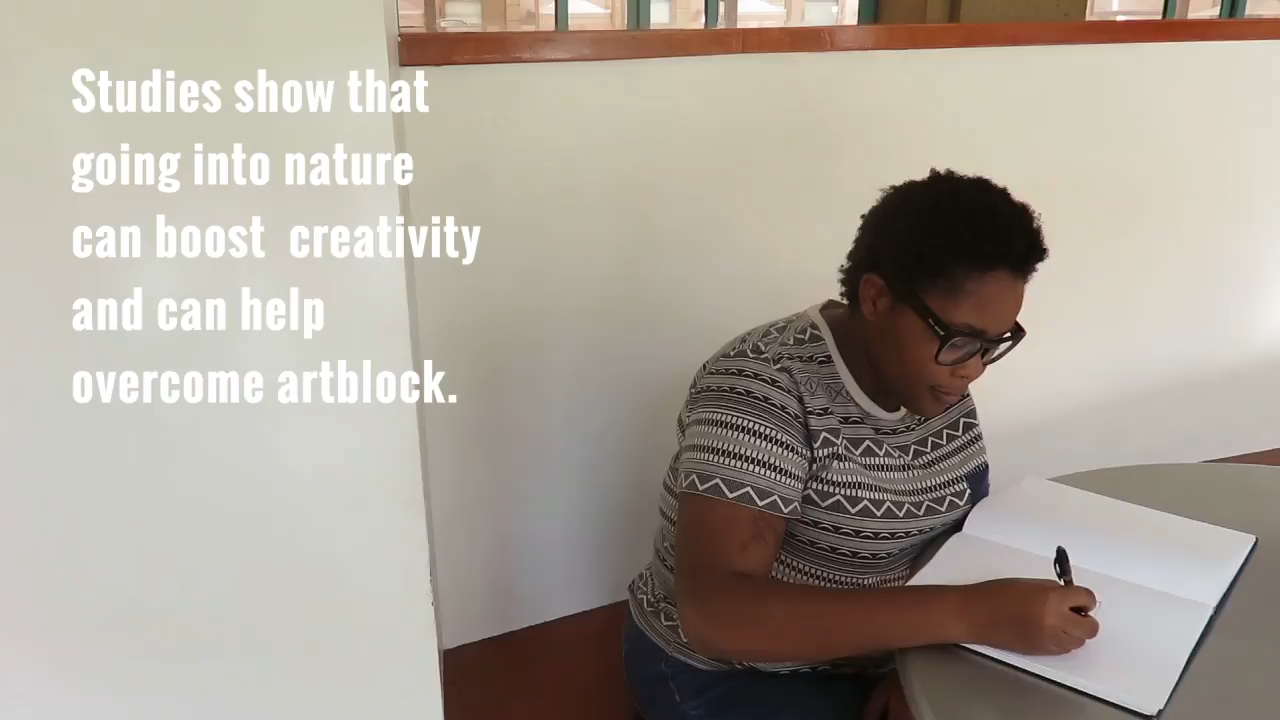 Studies show that
going into nature
can boost  creativity
and can help
overcome artblock.